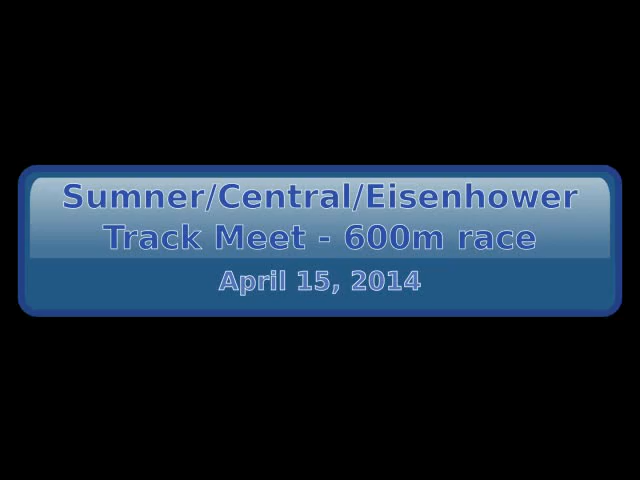 Sumner/Central/Eisenhower
Track Meet - 600m race
April 15, 2014